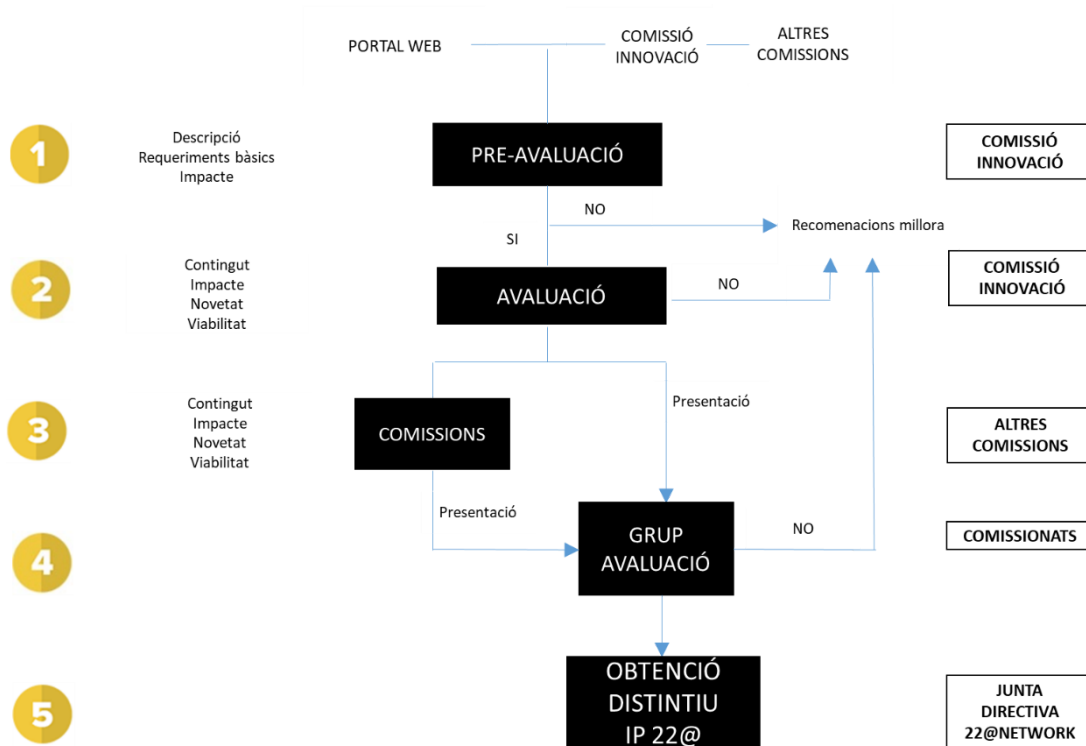 PORTAL WEB
COMISSIÓ
INNOVACIÓ
ALTRES
COMISSIONS
1
Descripció
Requeriments bàsics
Impacte
PRE-AVALUACIÓ
COMISSIÓ
INNOVACIÓ
NO
Recomenacions millora
SI
2
Contingut
Impacte
Novetat
Viabilitat
AVALUACIÓ
NO
COMISSIÓ
INNOVACIÓ
3
Contingut
Impacte
Novetat
Viabilitat
COMISSIONS
Presentació
ALTRES
COMISSIONS
Presentació
4
GRUP
AVALUACIÓ
NO
COMISSIONATS
5
OBTENCIÓ
DISTINTIU
IP 22@
JUNTA
DIRECTIVA
22@NETWORK